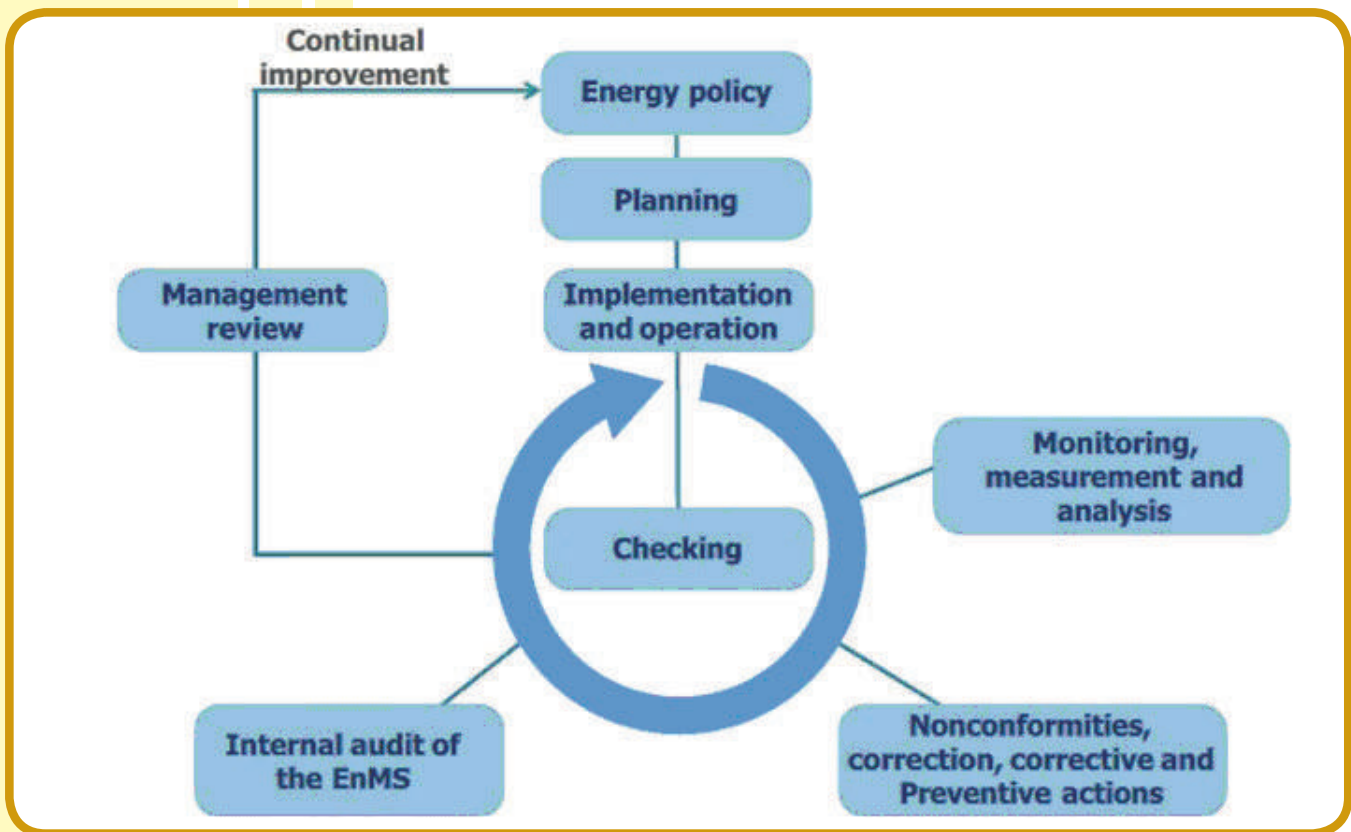 Continual
improvement
Energy policy
Planning
Management
review
Implementation
and operation
Monitoring,
measurement and
analysis
Checking
Internal audit of
the EnMS
Nonconformities,
correction, corrective and
Preventive actions